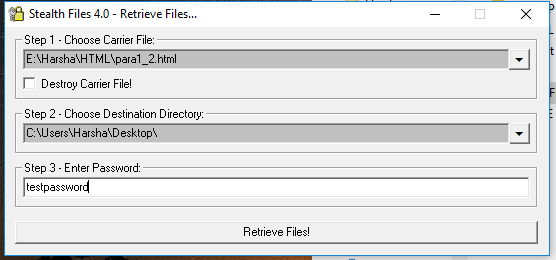 Stealth Files 4.0 - Retrieve Files...
Step 1 - Choose Carrier File:
E:\Harsha\HTML\para1_2.html
Destroy Carrier File!
Step 2 - Choose Destination Directory:
C:\Users\Harsha\Desktop\
Step 3 - Enter Password:
testpassword
Retrieve Files!